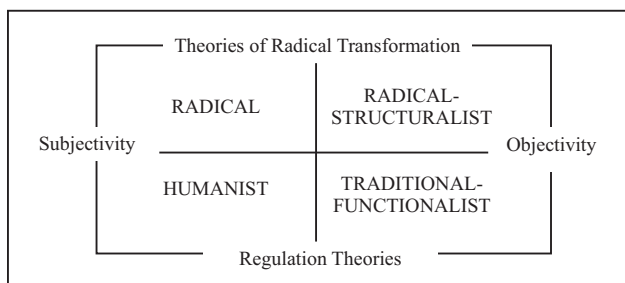 Theories of Radical Transformation
RADICAL
RADICAL-
STRUCTURALIST
Subjectivity
Objectivity
HUMANIST
TRADITIONAL-
FUNCTIONALIST
Regulation Theories